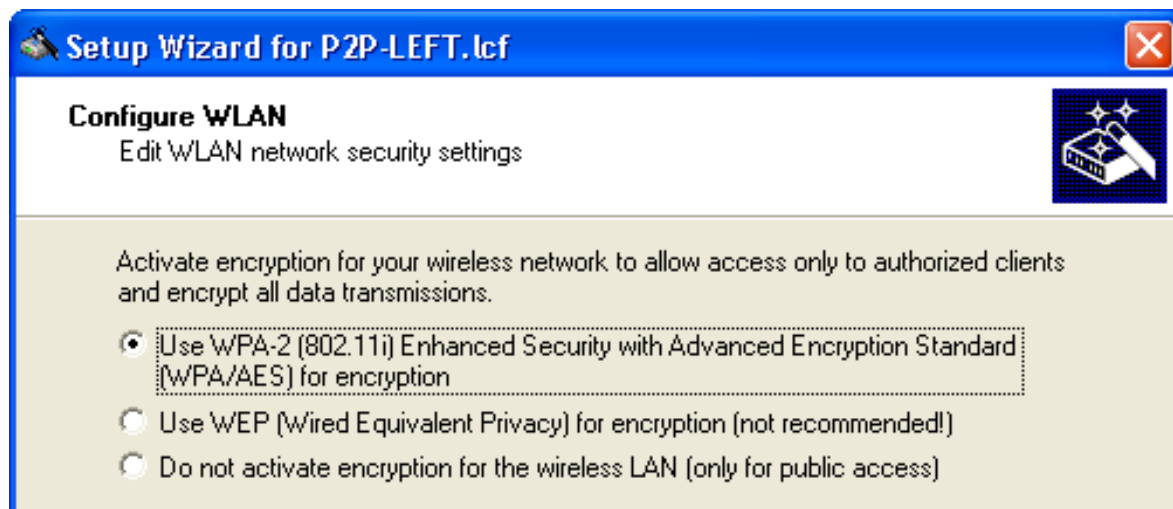 Setup Wizard for P2P-LEFT.lcf
Configure WLAN
Edit WLAN network security settings
Activate encryption for your wireless network to allow access only to authorized clients
and encrypt all data transmissions.
Use WPA-2 (802.11i) Enhanced Security with Advanced Encryption Standard
(WPA/AES) for encryption
Use WEP (Wired Equivalent Privacy) for encryption (not recommended!)
Do not activate encryption for the wireless LAN (only for public access)